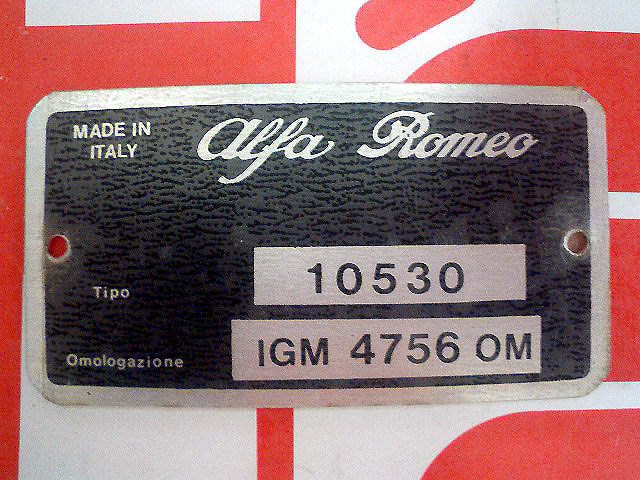 MADE IN
ITALY
Alfa Romeo
Tipo 10530
Omologazione IGM 4756 OM